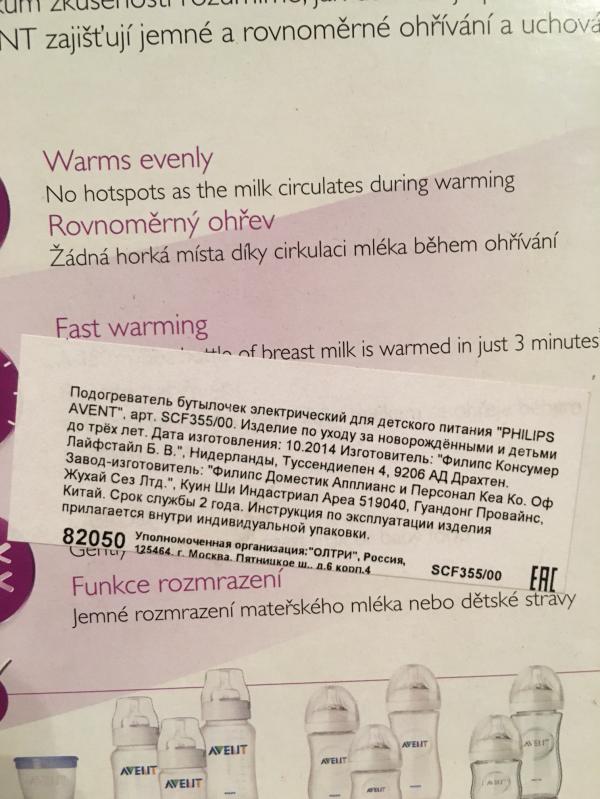 zkušeností
NT zajišťují jemné a rovnoměrné ohřívání a uchová
Warms evenly
No hotspots as the milk circulates during warming
Rovnoměrný ohřev
Žádná horká místa díky cirkulaci mléka během ohřívání
Fast warming
of breast milk is warmed in just 3 minutes
Подогреватель бутылочек электрический для детского питания "PHILIPS
AVENT", арт. SCF355/00. Изделие по уходу за новорождёнными и детьми
до трёх лет. Дата изготовления: 10.2014 Изготовитель: "Филипс Консумер
Лайфстайл Б. В.", Нидерланды, Туссендиепен 4, 9206 АД Драхтен.
Завод-изготовитель: "Филипс Доместик Апплианс и Персонал Кеа Ко. Оф
Жухай Сез Лтд.", Куин Ши Индастриал Ареа 519040, Гуандонг Провайнс,
Китай. Срок службы 2 года. Инструкция по эксплуатации изделия
прилагается внутри индивидуальной упаковки.
82050 Уполномоченная организация:"ОЛТРИ", Россия,
125464, г. Москва, Пятницкое ш., д.6 корп.4
SCF355/00 EAC
Gently
Funkce rozmrazení
Jemné rozmrazení mateřského mléka nebo dětské stravy
AVENT
AVENT
AVENT
AVENT
AVENT
AVENT